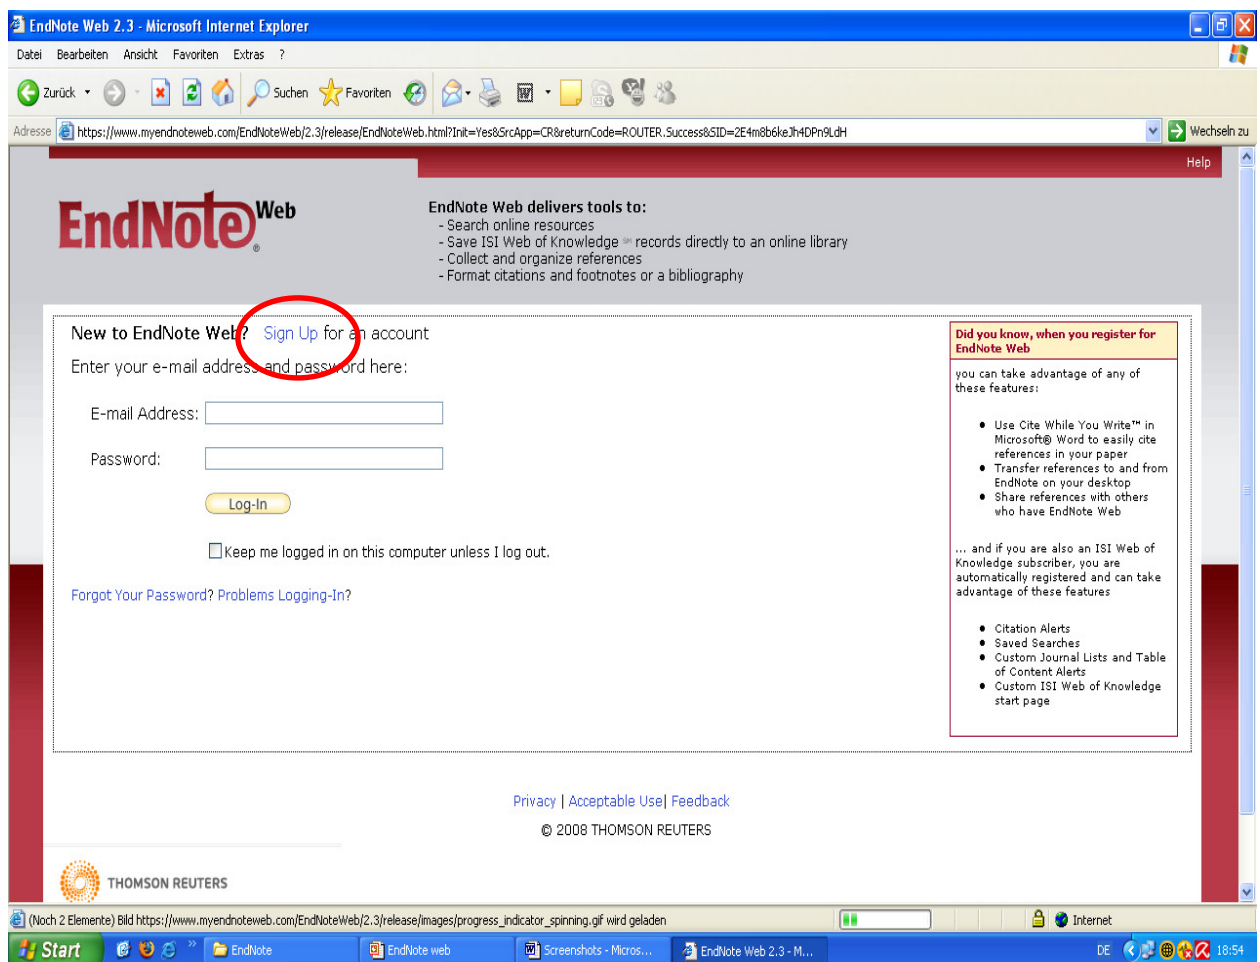 EndNote Web 2.3 - Microsoft Internet Explorer
Datei Bearbeiten Ansicht Favoriten Extras ?
Zurück Suchen Favoriten
Adresse https://www.myendnoteweb.com/EndNoteWeb/2.3/release/EndNoteWeb.html?Init=Yes&SrcApp=CR&returnCode=ROUTER.Success&SID=2E4m8b6keJh4DPn9LdH Wechseln zu
Help
EndNote Web
®
EndNote Web delivers tools to:
- Search online resources
- Save ISI Web of Knowledge ℠ records directly to an online library
- Collect and organize references
- Format citations and footnotes or a bibliography
New to EndNote Web? Sign Up for an account
Enter your e-mail address and password here:
E-mail Address:
Password:
Log-In
Keep me logged in on this computer unless I log out.
Forgot Your Password? Problems Logging-In?
Did you know, when you register for
EndNote Web
you can take advantage of any of
these features:
• Use Cite While You Write™ in
Microsoft® Word to easily cite
references in your paper
• Transfer references to and from
EndNote on your desktop
• Share references with others
who have EndNote Web
... and if you are also an ISI Web of
Knowledge subscriber, you are
automatically registered and can take
advantage of these features
• Citation Alerts
• Saved Searches
• Custom Journal Lists and Table
of Content Alerts
• Custom ISI Web of Knowledge
start page
Privacy | Acceptable Use| Feedback
© 2008 THOMSON REUTERS
THOMSON REUTERS
(Noch 2 Elemente) Bild https://www.myendnoteweb.com/EndNoteWeb/2.3/release/images/progress_indicator_spinning.gif wird geladen Internet
Start EndNote EndNote web Screenshots - Micros... EndNote Web 2.3 - M... DE 18:54